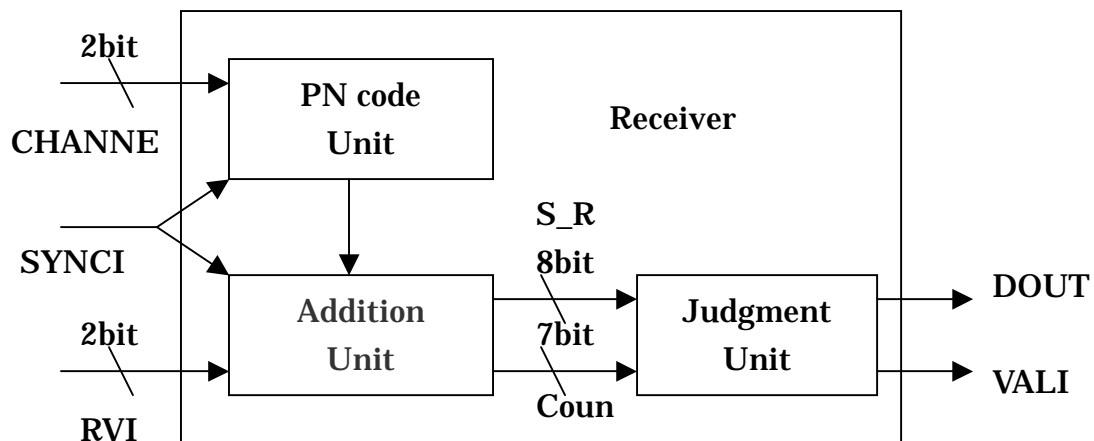 2bit
CHANNE
PN code
Unit
Receiver
SYNCI
S_R
8bit
7bit
Coun
2bit
RVI
Addition
Unit
Judgment
Unit
DOUT
VALI